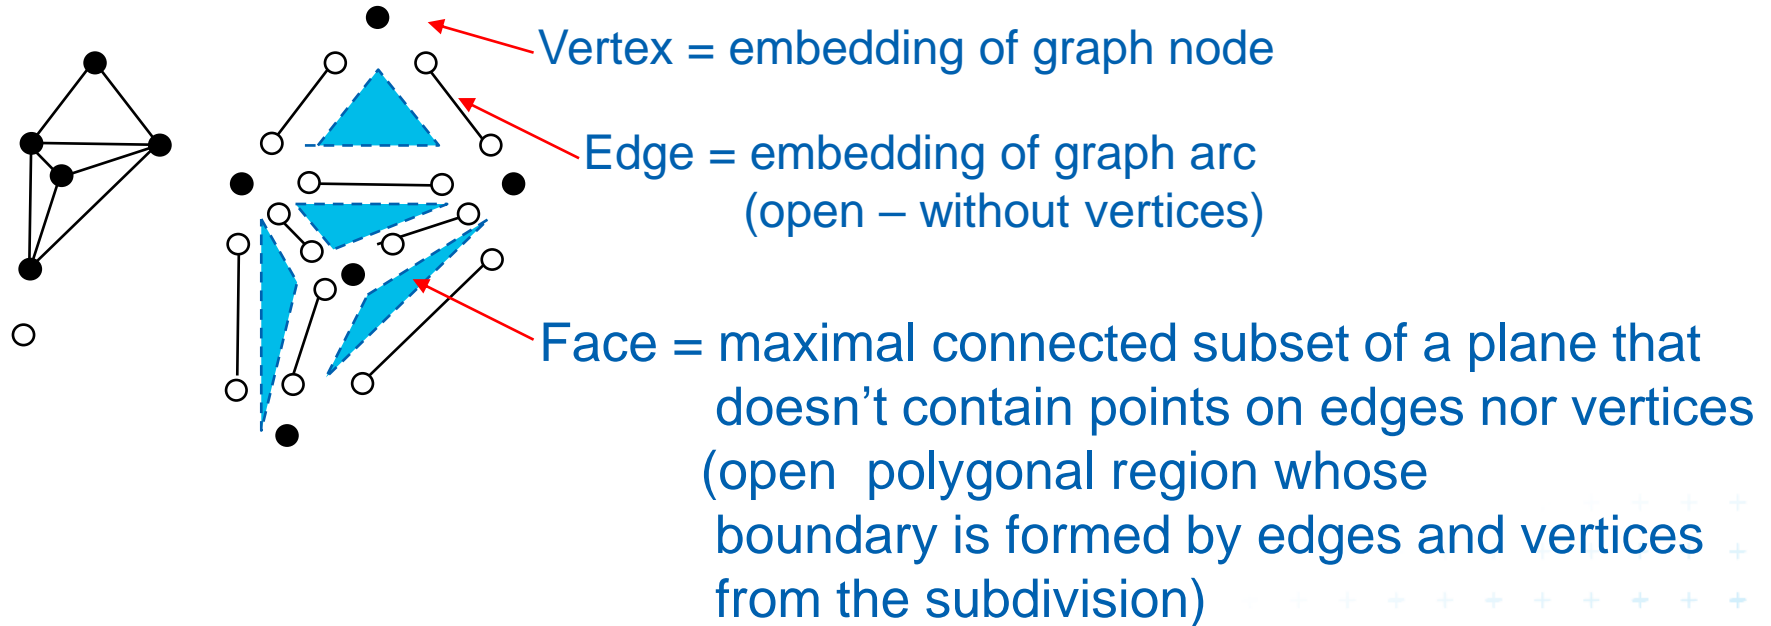 Vertex = embedding of graph node
Edge = embedding of graph arc
(open – without vertices)
Face = maximal connected subset of a plane that
doesn’t contain points on edges nor vertices
(open polygonal region whose
boundary is formed by edges and vertices
from the subdivision)